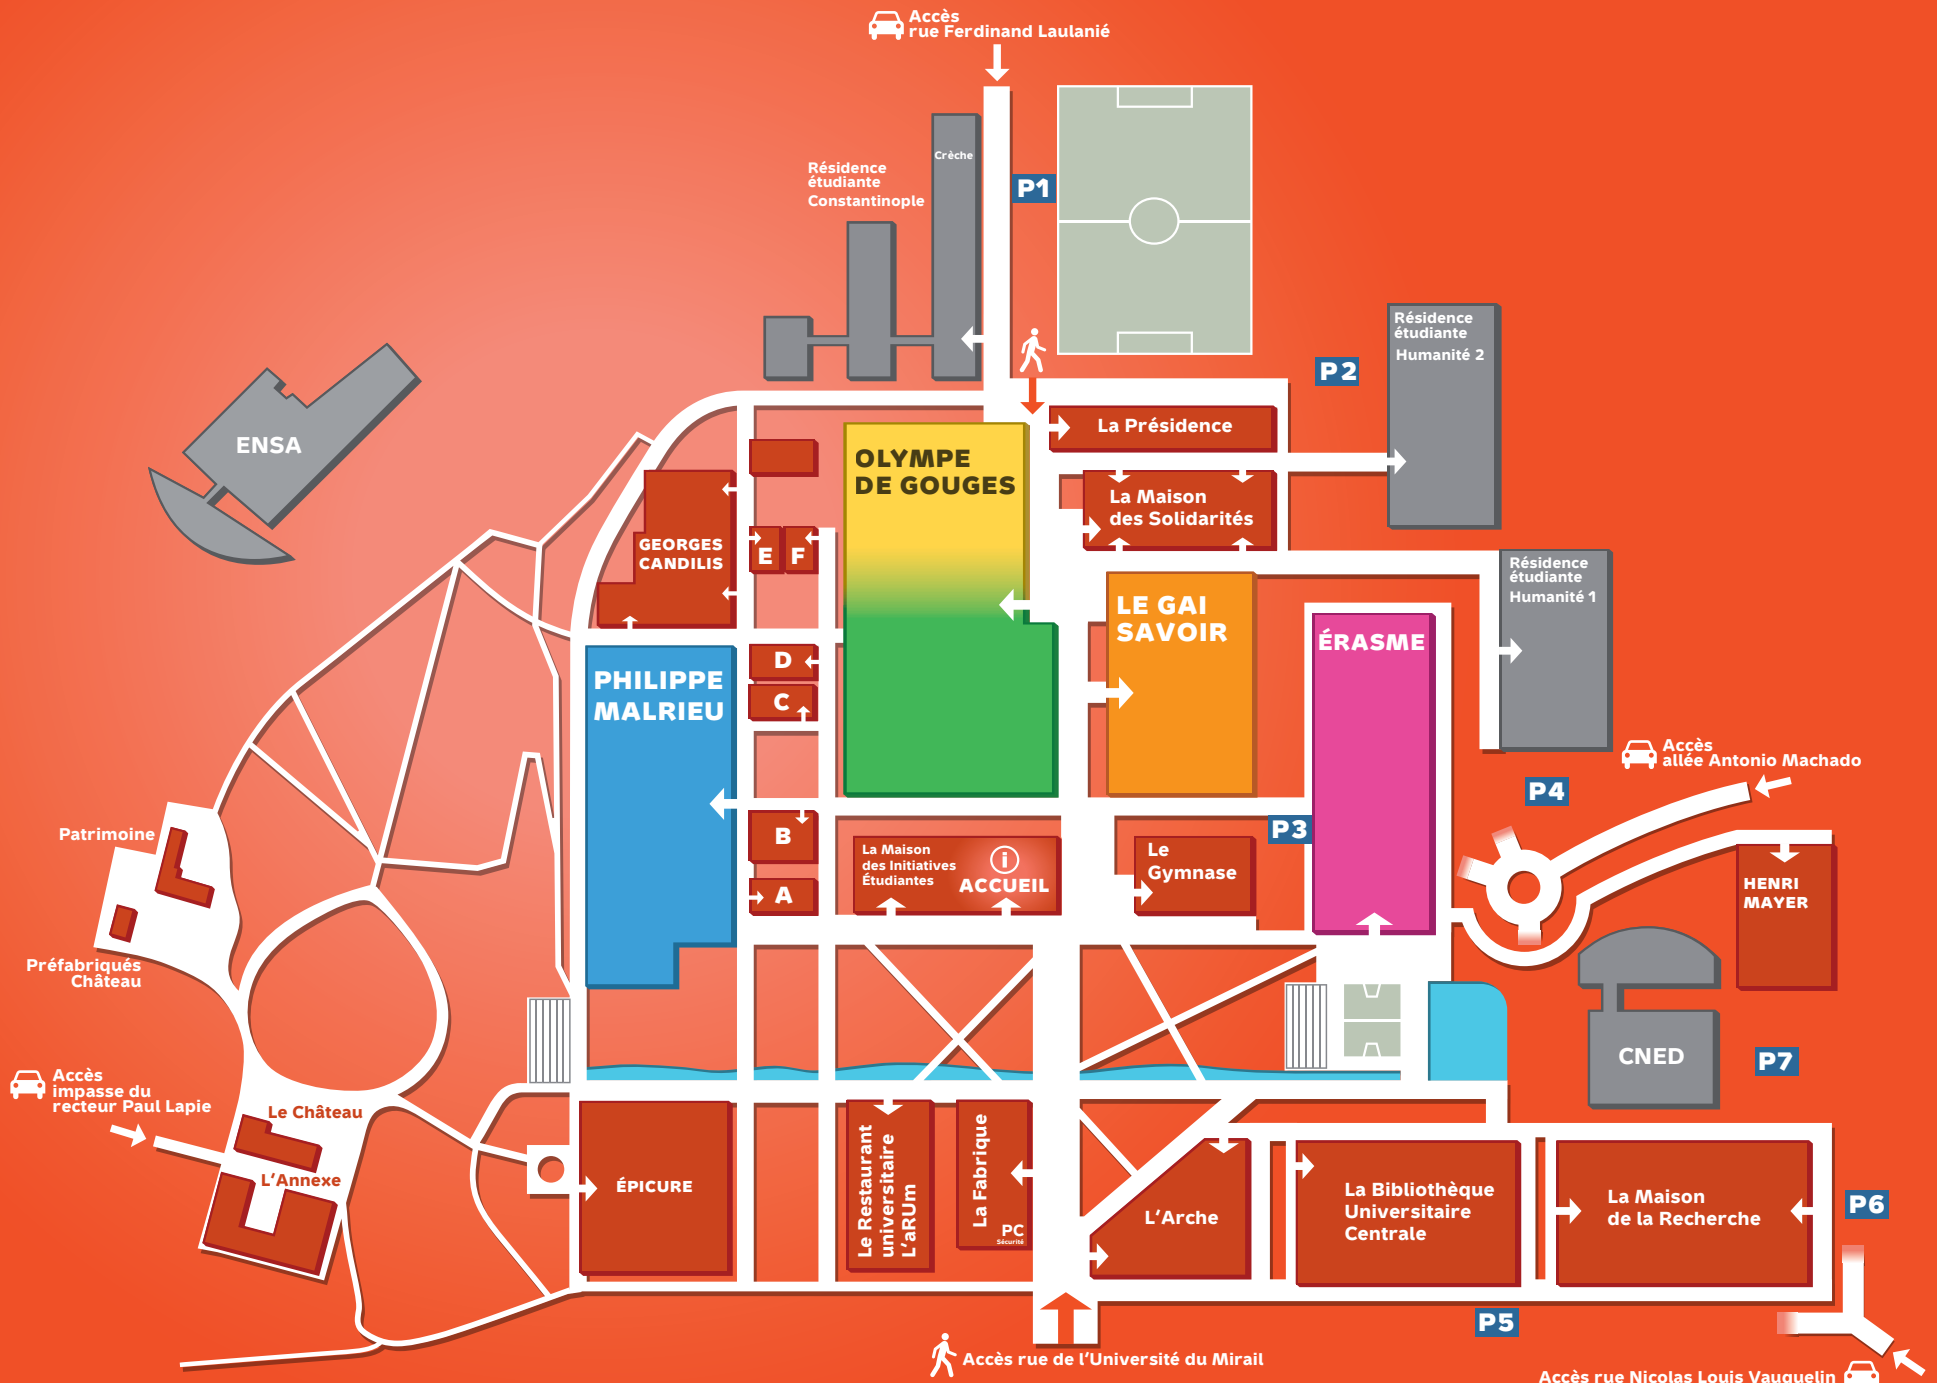 Accès
rue Ferdinand Laulanié
Crèche
Résidence
étudiante
Constantinople
P1
Résidence
étudiante
Humanité 2
P2
ENSA
La Présidence
OLYMPE
DE GOUGES
La Maison
des Solidarités
GEORGES
CANDILIS
E
F
Résidence
étudiante
Humanité 1
LE GAI
SAVOIR
ÉRASME
PHILIPPE
MALRIEU
D
C
Accès
allée Antonio Machado
P4
P3
Patrimoine
B
La Maison
des Initiatives
Étudiantes
i
ACCUEIL
Le
Gymnase
A
HENRI
MAYER
Préfabriqués
Château
CNED
P7
Accès
impasse du
recteur Paul Lapie
Le Château
L'Annexe
ÉPICURE
Le Restaurant
universitaire
L'aRUm
La Fabrique
PC
Sécurité
L'Arche
La Bibliothèque
Universitaire
Centrale
La Maison
de la Recherche
P6
P5
Accès rue de l'Université du Mirail
Accès rue Nicolas Louis Vauquelin